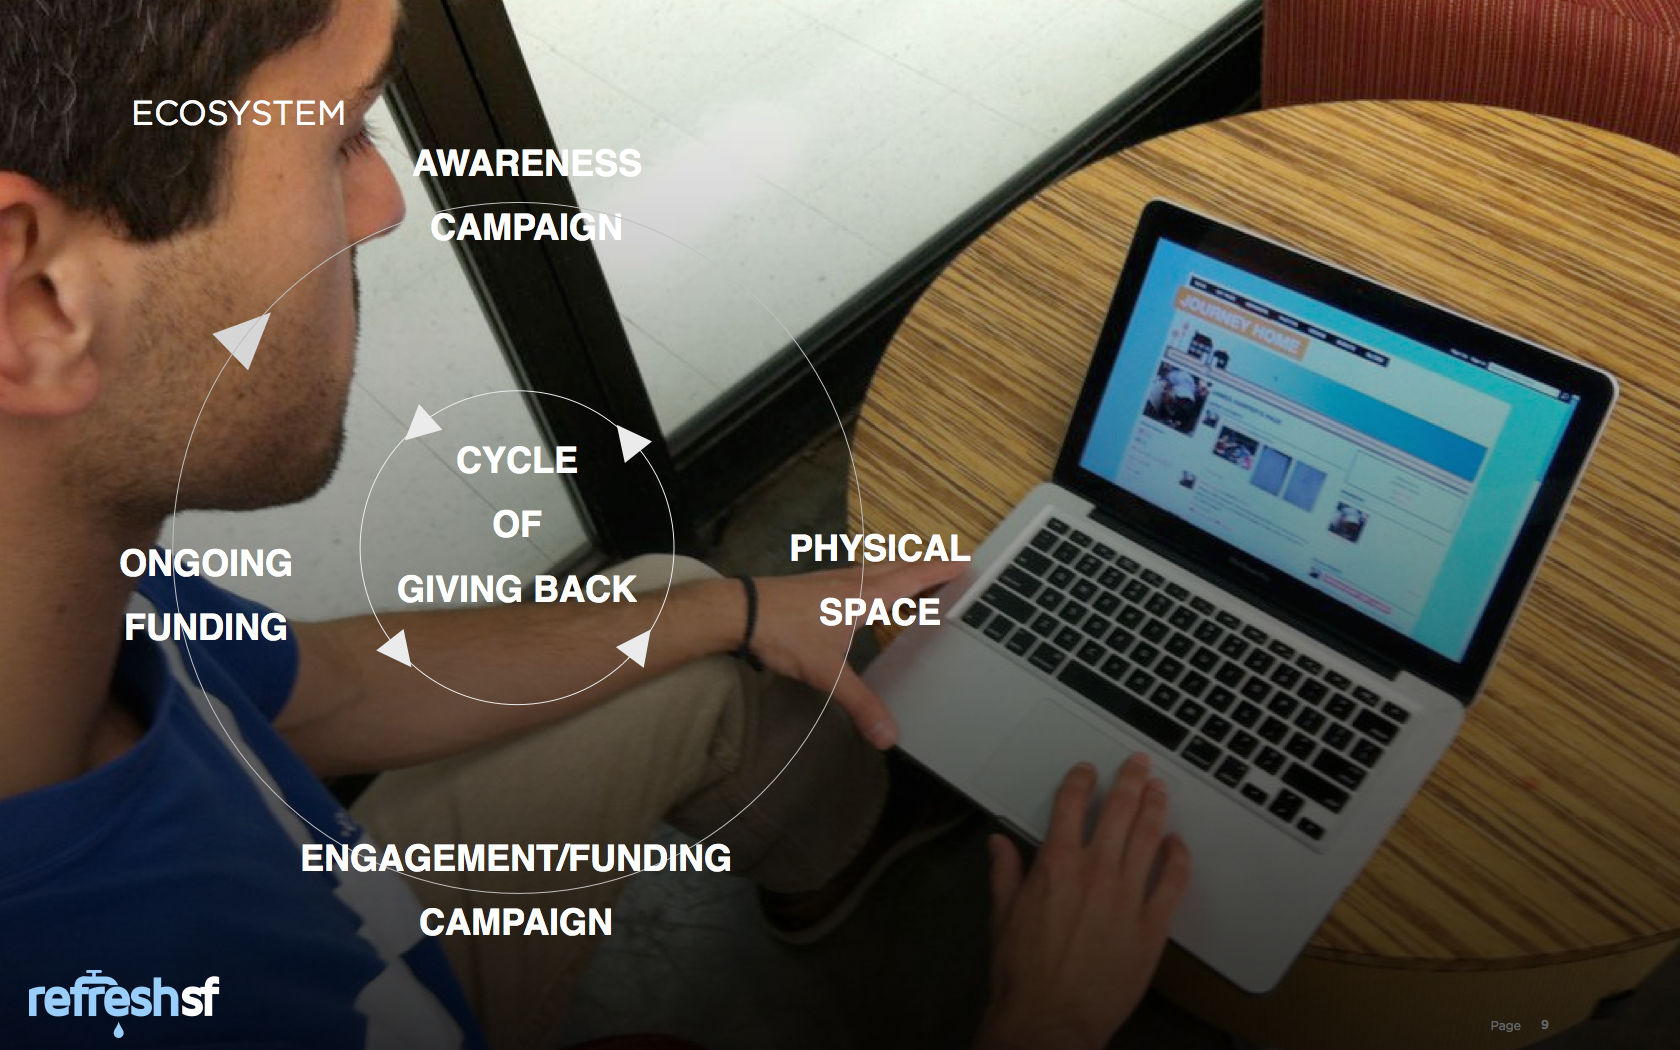 ECOSYSTEM
AWARENESS
CAMPAIGN
JOURNEY HOME
CYCLE
OF
GIVING BACK
ONGOING
FUNDING
PHYSICAL
SPACE
ENGAGEMENT/FUNDING
CAMPAIGN
refreshsf
Page 9